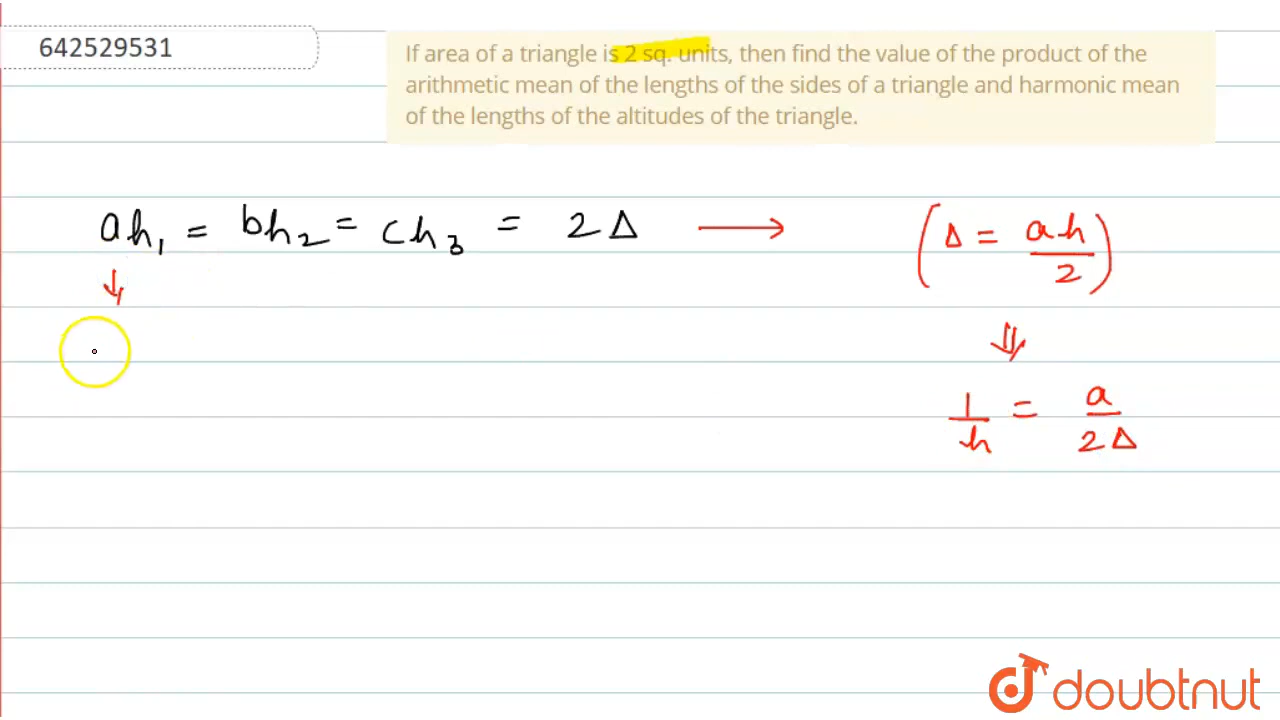 642529531
If area of a triangle is 2 sq. units, then find the value of the product of the
arithmetic mean of the lengths of the sides of a triangle and harmonic mean
of the lengths of the altitudes of the triangle.
ah₁ = bh₂ = ch₃ = 2Δ → (Δ = ah/2)
↓
⇓
1/h = a/2Δ
doubtnut